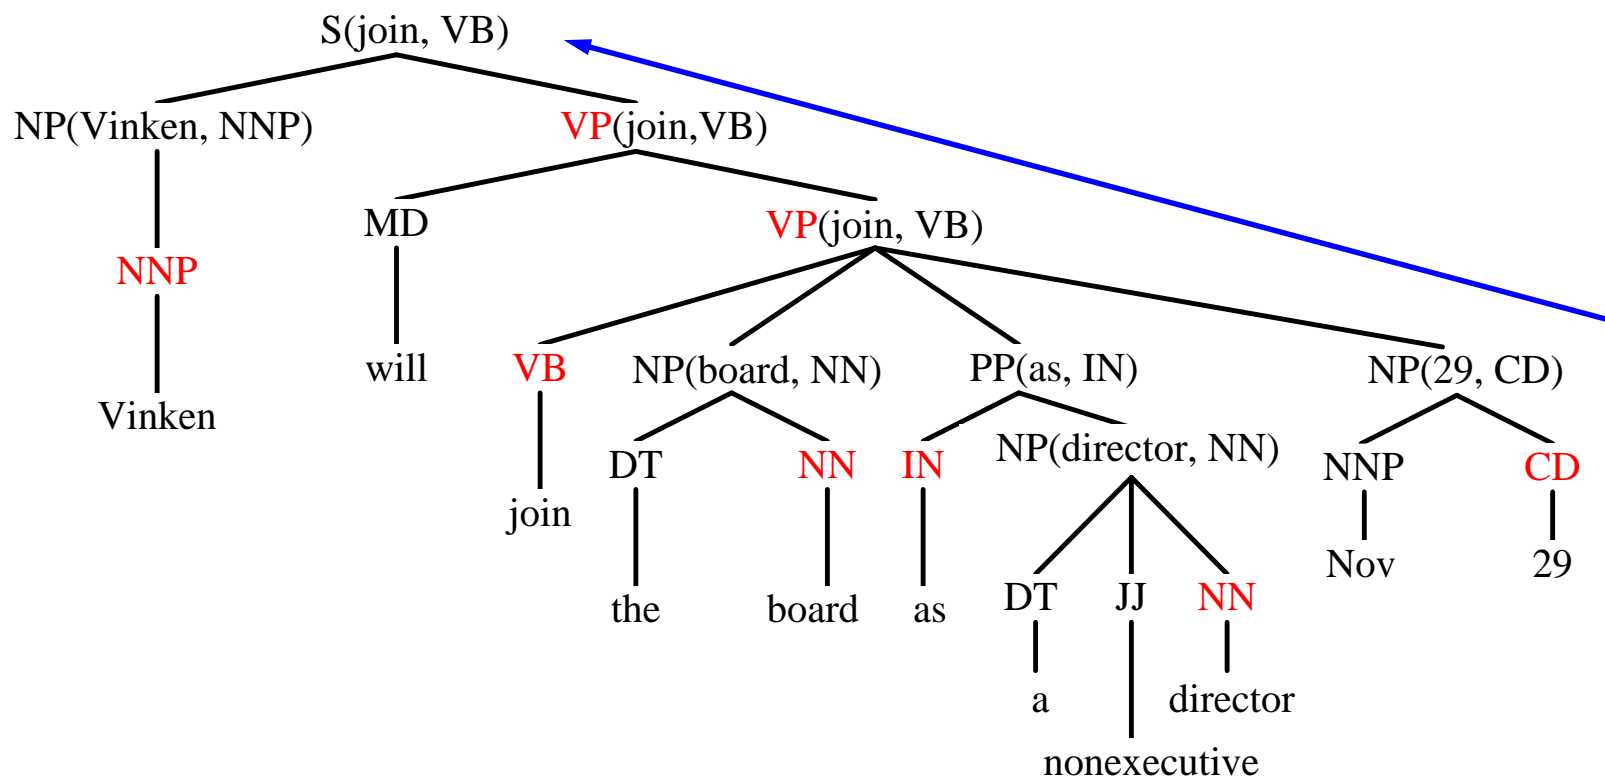 S(join, VB)
NP(Vinken, NNP) VP(join,VB)
MD VP(join, VB)
NNP
will VB NP(board, NN) PP(as, IN) NP(29, CD)
Vinken
DT NN IN NP(director, NN) NNP CD
join
Nov 29
the board as DT JJ NN
a director
nonexecutive